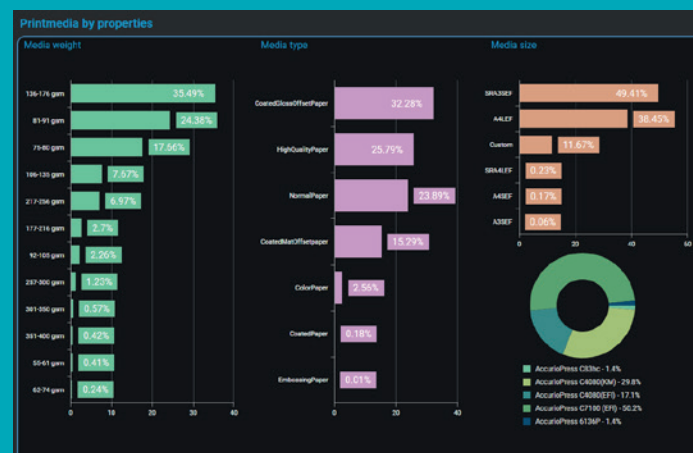 Printmedia by properties
Media weight
136-176 gsm
35.49%
81-91 gsm
24.38%
75-80 gsm
17.56%
106-135 gsm
7.67%
217-256 gsm
6.97%
177-216 gsm
2.7%
92-105 gsm
2.26%
257-300 gsm
1.23%
301-350 gsm
0.57%
351-400 gsm
0.42%
0.41%
62-74 gsm
0.24%
0
10
20
30
40
Media type
CoatedGlossOffsetPaper
32.28%
HighQualityPaper
25.79%
NormalPaper
23.89%
CoatedMatOffsetpaper
15.29%
ColorPaper
2.56%
CoatedPaper
0.18%
EmbossingPaper
0.01%
0
20
40
Media size
SRA3SEF
49.41%
A4LEF
38.45%
Custom
11.67%
SRA4LEF
0.23%
A4SEF
0.17%
A3SEF
0.06%
0
20
40
60
AccurioPress C83hc - 1.4%
AccurioPress C4080(KM) - 29.8%
AccurioPress C4080(EFI) - 17.1%
AccurioPress C7100 (EFI) - 50.2%
AccurioPress 6136P - 1.4%